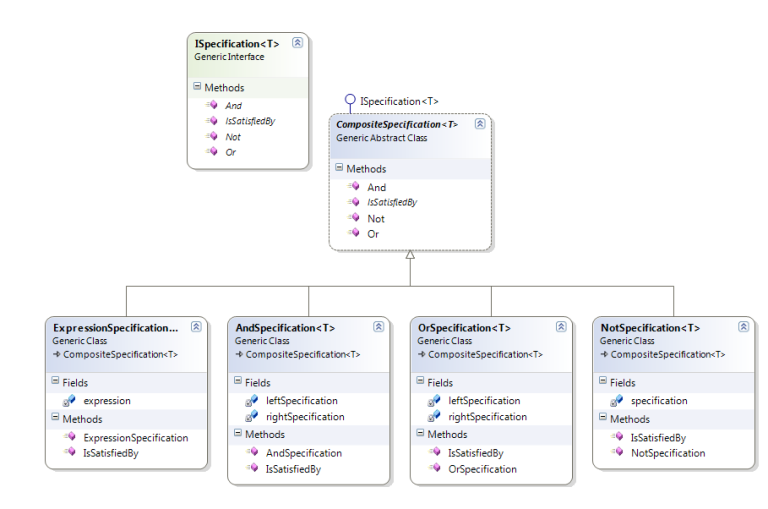 ISpecification<T>
Generic Interface
Methods
And
IsSatisfiedBy
Not
Or
ISpecification<T>
CompositeSpecification<T>
Generic Abstract Class
Methods
And
IsSatisfiedBy
Not
Or
ExpressionSpecification...
Generic Class
CompositeSpecification<T>
Fields
expression
Methods
ExpressionSpecification
IsSatisfiedBy
AndSpecification<T>
Generic Class
CompositeSpecification<T>
Fields
leftSpecification
rightSpecification
Methods
AndSpecification
IsSatisfiedBy
OrSpecification<T>
Generic Class
CompositeSpecification<T>
Fields
leftSpecification
rightSpecification
Methods
IsSatisfiedBy
OrSpecification
NotSpecification<T>
Generic Class
CompositeSpecification<T>
Fields
specification
Methods
IsSatisfiedBy
NotSpecification